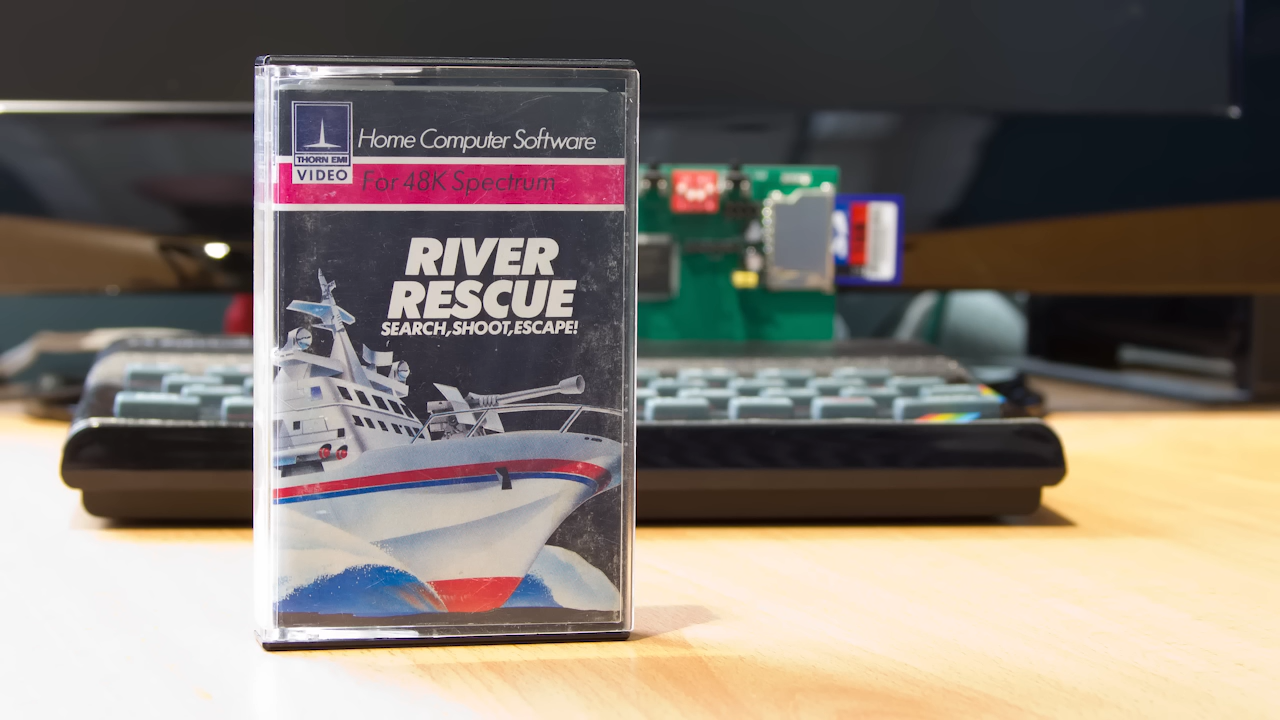 Home Computer Software
THORN EMI
VIDEO
For 48K Spectrum
RIVER
RESCUE
SEARCH,SHOOT,ESCAPE!